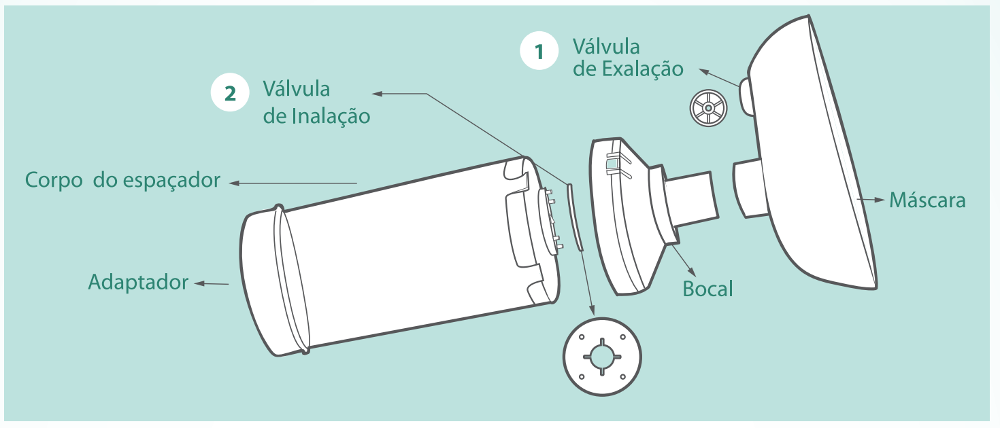 1
Válvula
de Exalação
2
Válvula
de Inalação
Corpo do espaçador
Máscara
Adaptador
Bocal